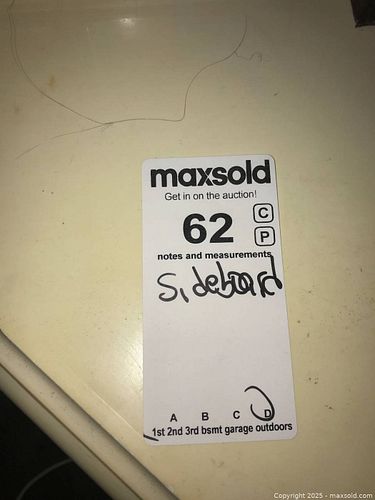 maxsold
Get in on the auction!
62
C
P
notes and measurements
Sideboard
A B C D
1st 2nd 3rd bsmt garage outdoors
Copyright 2025 - maxsold.com